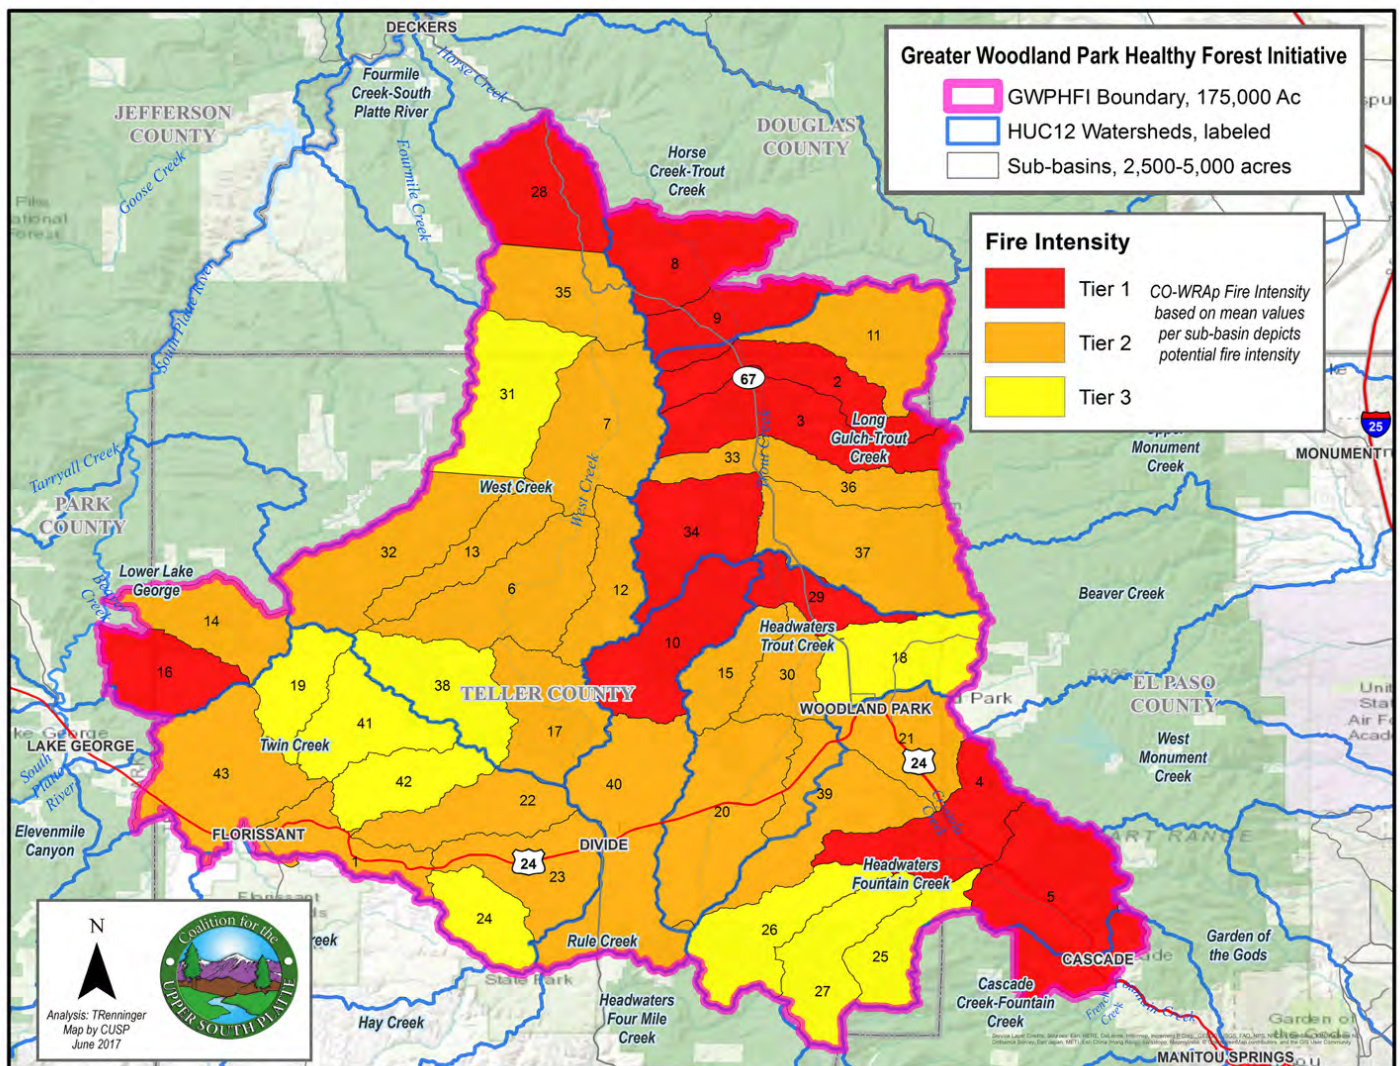 DECKERS
Horse Creek
Fourmile
Creek-South
Platte River
JEFFERSON
COUNTY
DOUGLAS
COUNTY
Goose Creek
Fourmile Creek
Horse
Creek-Trout
Creek
Greater Woodland Park Healthy Forest Initiative
GWPHFI Boundary, 175,000 Ac
HUC12 Watersheds, labeled
Sub-basins, 2,500-5,000 acres
Fire Intensity
Tier 1
Tier 2
Tier 3
CO-WRAp Fire Intensity
based on mean values
per sub-basin depicts
potential fire intensity
28
8
35
9
11
31
67
2
7
3
Long
Gulch-Trout
Creek
25
MONUMENT
Monument
Creek
South Platte River
33
36
Trout Creek
West Creek
West Creek
Tarryall Creek
PARK
COUNTY
34
37
32
13
6
12
29
Lower Lake
George
Beaver Creek
Creek
14
16
10
Headwaters
Trout Creek
15
30
18
19
38
41
TELLER COUNTY
EL PASO
COUNTY
WOODLAND PARK
Park
LAKE GEORGE
South
Platte
River
Twin Creek
17
21
24
West
Monument
Creek
43
42
40
4
22
20
39
Elevenmile
Canyon
FLORISSANT
1
24
DIVIDE
23
Headwaters
Fountain Creek
5
24
26
25
27
Rule Creek
State Park
CASCADE
Garden of
the Gods
Cascade
Creek-Fountain
Creek
French
Creek
Fountain Creek
Headwaters
Four Mile
Creek
Hay Creek
MANITOU SPRINGS
N
Analysis: TRenninger
Map by CUSP
June 2017
Coalition for the
UPPER SOUTH PLATTE